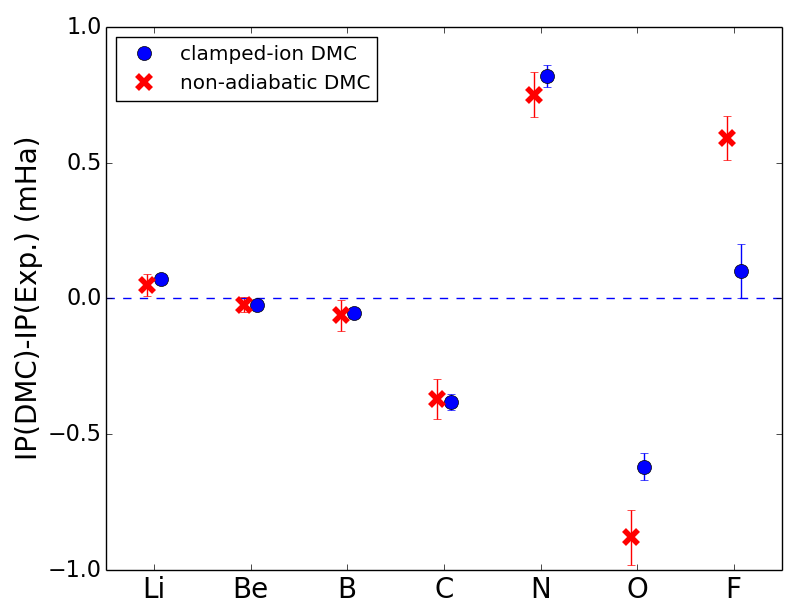 clamped-ion DMC
non-adiabatic DMC
IP(DMC)-IP(Exp.) (mHa)
1.0
0.5
0.0
−0.5
−1.0
Li Be B C N O F